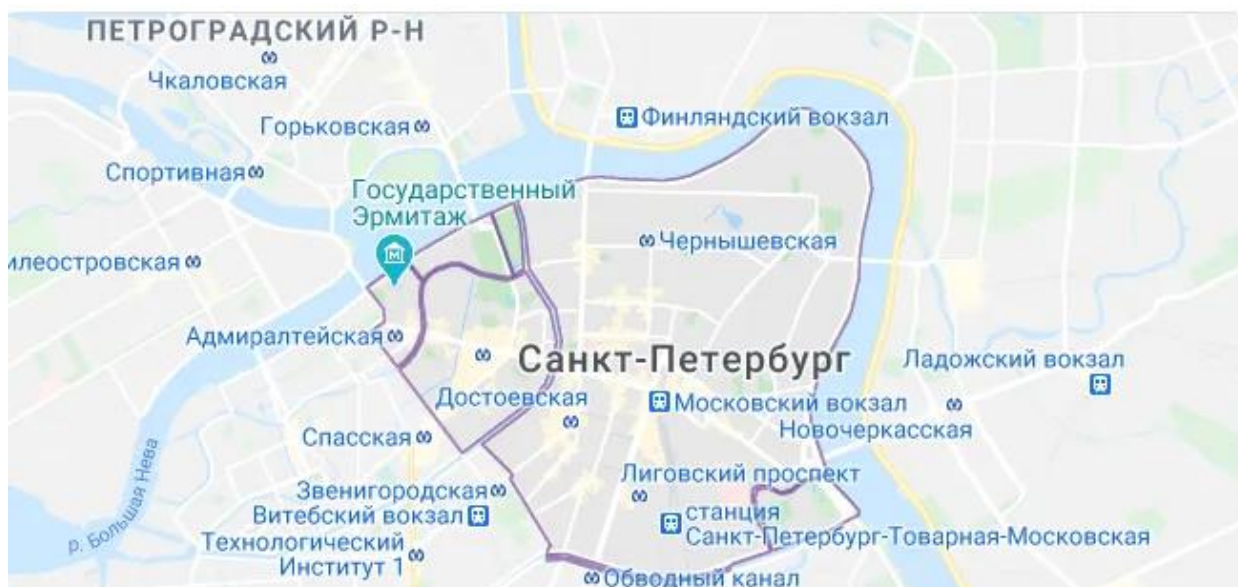 ПЕТРОГРАДСКИЙ Р-Н
Чкаловская
Финляндский вокзал
Горьковская
Спортивная
Государственный
Эрмитаж
Чернышевская
илеостровская
Адмиралтейская
Санкт-Петербург
Ладожский вокзал
Достоевская
Московский вокзал
Новочеркасская
Спасская
р. Большая Нева
Лиговский проспект
Звенигородская
Витебский вокзал
станция
Санкт-Петербург-Товарная-Московская
Технологический
Институт 1
Обводный канал